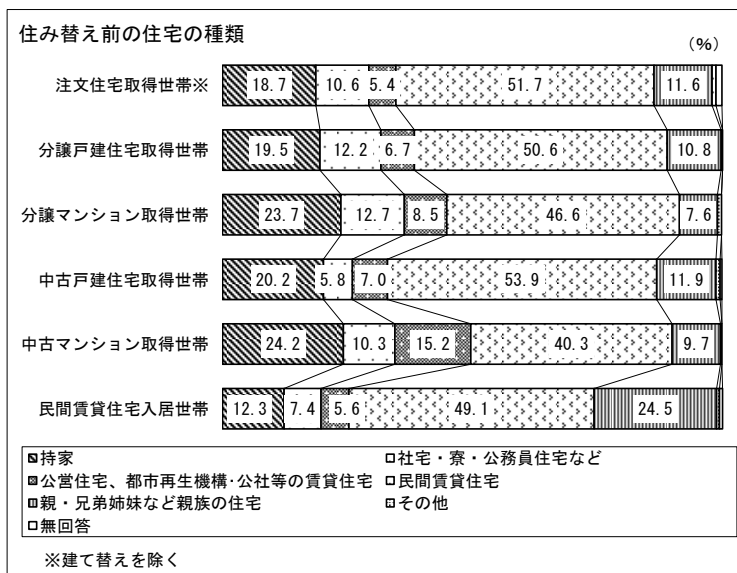 住み替え前の住宅の種類
(%)
注文住宅取得世帯※ 18.7 10.6 5.4 51.7 11.6
分譲戸建住宅取得世帯 19.5 12.2 6.7 50.6 10.8
分譲マンション取得世帯 23.7 12.7 8.5 46.6 7.6
中古戸建住宅取得世帯 20.2 5.8 7.0 53.9 11.9
中古マンション取得世帯 24.2 10.3 15.2 40.3 9.7
民間賃貸住宅入居世帯 12.3 7.4 5.6 49.1 24.5
持家 社宅・寮・公務員住宅など
公営住宅、都市再生機構・公社等の賃貸住宅 民間賃貸住宅
親・兄弟姉妹など親族の住宅 その他
無回答
※建て替えを除く